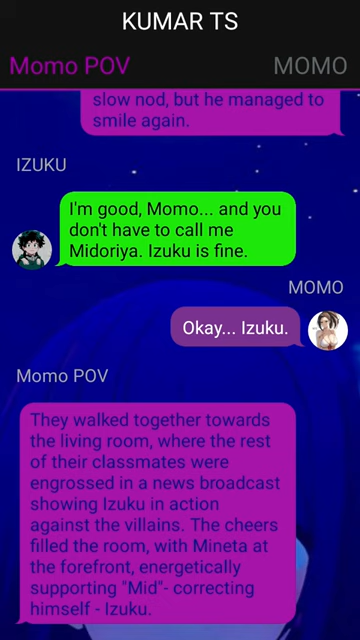 KUMAR TS
Momo POV
MOMO
slow nod, but he managed to
smile again.
IZUKU
I'm good, Momo... and you
don't have to call me
Midoriya. Izuku is fine.
MOMO
Okay... Izuku.
Momo POV
They walked together towards
the living room, where the rest
of their classmates were
engrossed in a news broadcast
showing Izuku in action
against the villains. The cheers
filled the room, with Mineta at
the forefront, energetically
supporting "Mid"- correcting
himself - Izuku.